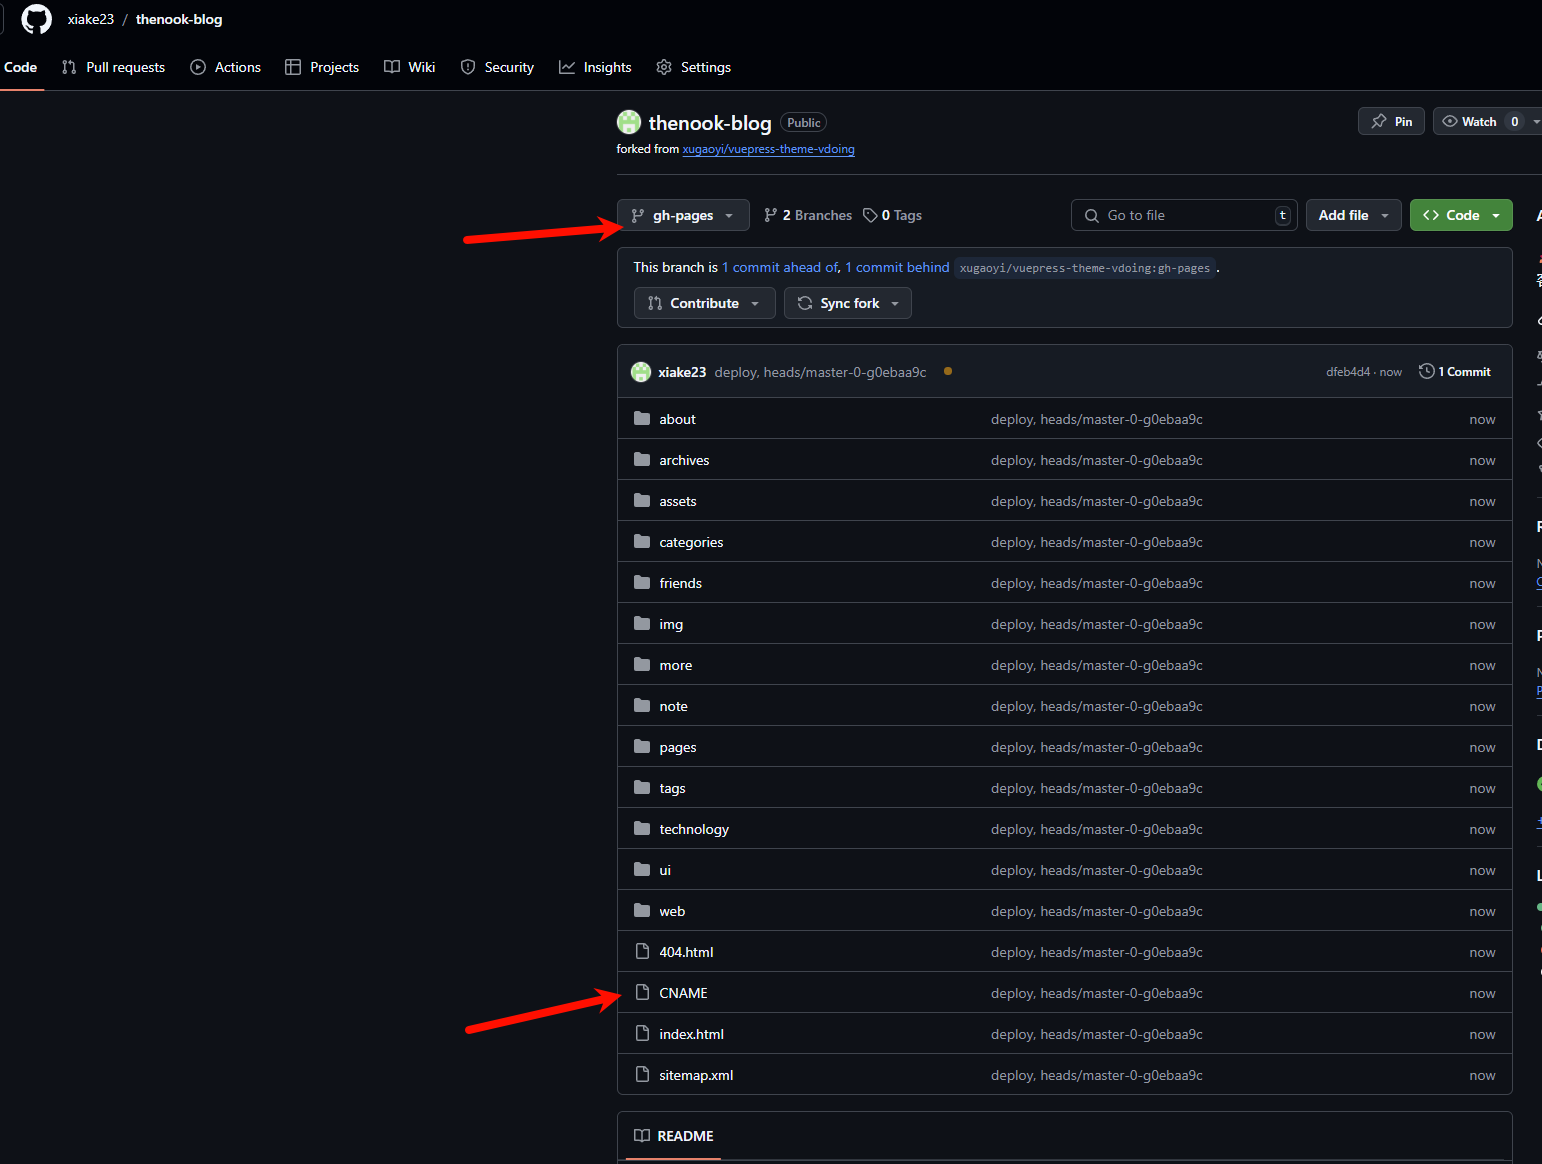 xiake23 / thenook-blog
Code Pull requests Actions Projects Wiki Security Insights Settings
thenook-blog Public Pin Watch 0
forked from xugaoyi/vuepress-theme-vdoing
gh-pages 2 Branches 0 Tags Go to file t Add file Code
This branch is 1 commit ahead of, 1 commit behind xugaoyi/vuepress-theme-vdoing:gh-pages .
Contribute Sync fork
xiake23 deploy, heads/master-0-g0ebaa9c dfeb4d4 · now 1 Commit
about deploy, heads/master-0-g0ebaa9c now
archives deploy, heads/master-0-g0ebaa9c now
assets deploy, heads/master-0-g0ebaa9c now
categories deploy, heads/master-0-g0ebaa9c now
friends deploy, heads/master-0-g0ebaa9c now
img deploy, heads/master-0-g0ebaa9c now
more deploy, heads/master-0-g0ebaa9c now
note deploy, heads/master-0-g0ebaa9c now
pages deploy, heads/master-0-g0ebaa9c now
tags deploy, heads/master-0-g0ebaa9c now
technology deploy, heads/master-0-g0ebaa9c now
ui deploy, heads/master-0-g0ebaa9c now
web deploy, heads/master-0-g0ebaa9c now
404.html deploy, heads/master-0-g0ebaa9c now
CNAME deploy, heads/master-0-g0ebaa9c now
index.html deploy, heads/master-0-g0ebaa9c now
sitemap.xml deploy, heads/master-0-g0ebaa9c now
README